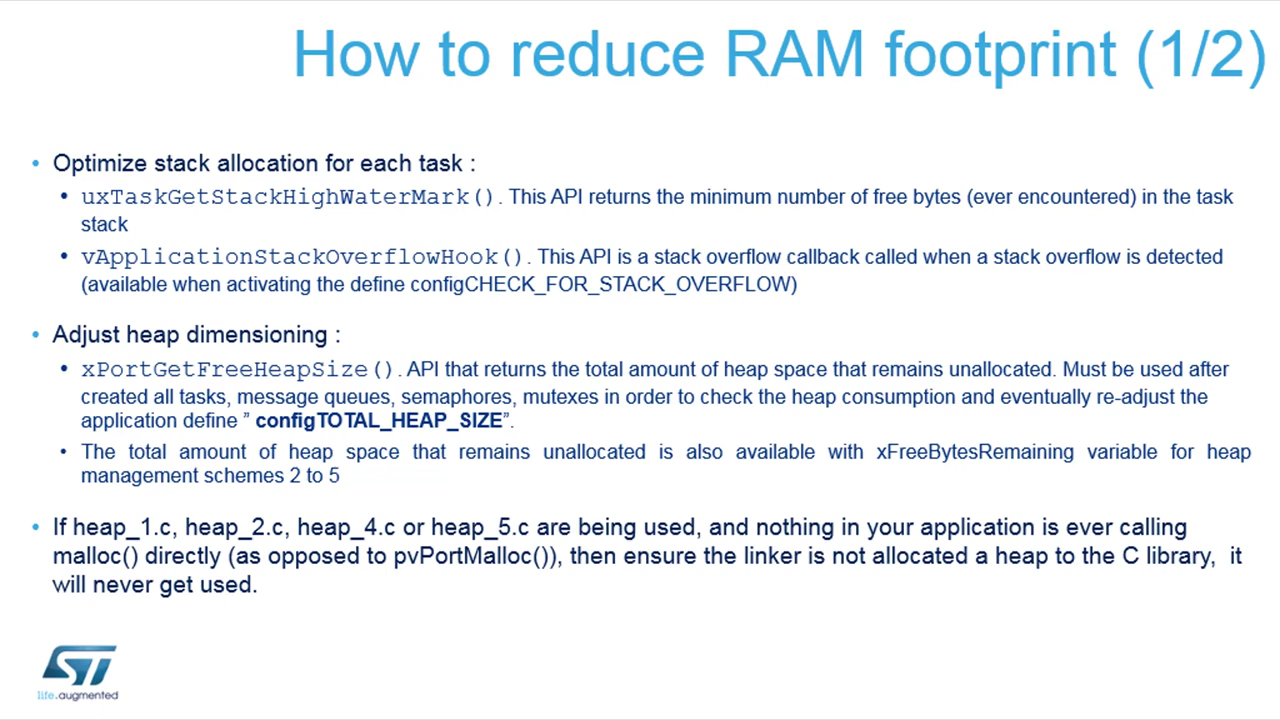 How to reduce RAM footprint (1/2)
• Optimize stack allocation for each task :
• uxTaskGetStackHighWaterMark(). This API returns the minimum number of free bytes (ever encountered) in the task
stack
• vApplicationStackOverflowHook(). This API is a stack overflow callback called when a stack overflow is detected
(available when activating the define configCHECK_FOR_STACK_OVERFLOW)
• Adjust heap dimensioning :
• xPortGetFreeHeapSize(). API that returns the total amount of heap space that remains unallocated. Must be used after
created all tasks, message queues, semaphores, mutexes in order to check the heap consumption and eventually re-adjust the
application define ” configTOTAL_HEAP_SIZE”.
• The total amount of heap space that remains unallocated is also available with xFreeBytesRemaining variable for heap
management schemes 2 to 5
• If heap_1.c, heap_2.c, heap_4.c or heap_5.c are being used, and nothing in your application is ever calling
malloc() directly (as opposed to pvPortMalloc()), then ensure the linker is not allocated a heap to the C library, it
will never get used.
ST
life.augmented